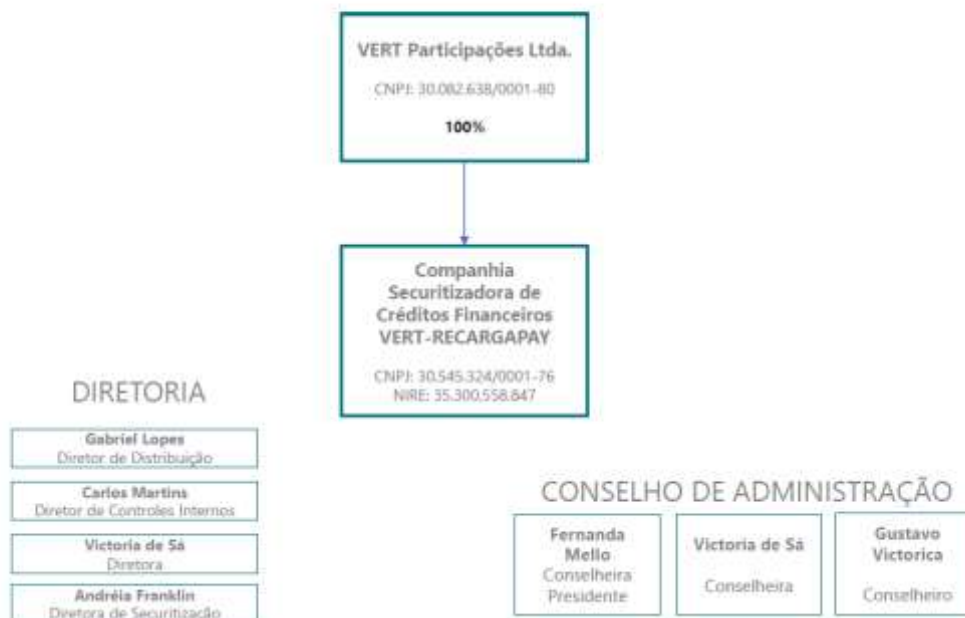 VERT Participações Ltda.
CNPJ: 30.082.638/0001-80
100%
Companhia
Securitizadora de
Créditos Financeiros
VERT-RECARGAPAY
CNPJ: 30.545.324/0001-76
NIRE: 35.300.558.847
DIRETORIA
Gabriel Lopes
Diretor de Distribuição
Carlos Martins
Diretor de Controles Internos
Victoria de Sá
Diretora
Andréia Franklin
Diretora de Securitização
CONSELHO DE ADMINISTRAÇÃO
Fernanda
Mello
Conselheira
Presidente
Victoria de Sá
Conselheira
Gustavo
Victorica
Conselheiro